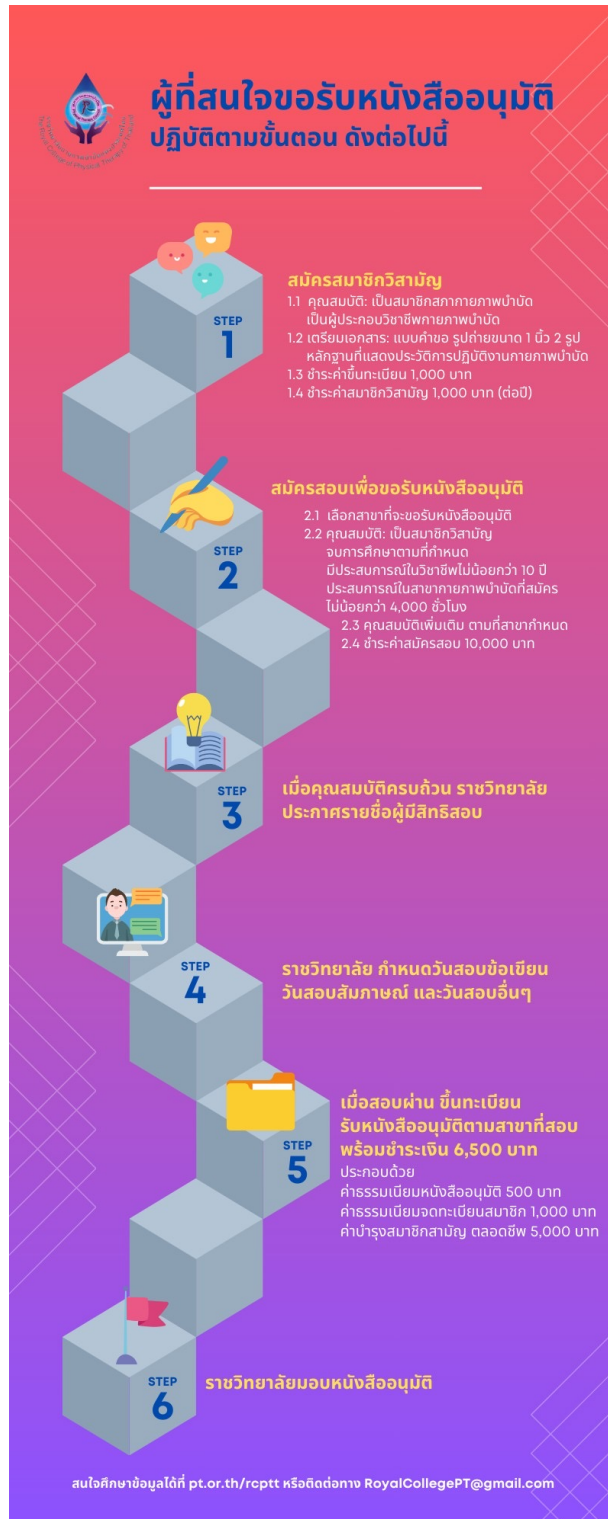 ผู้ที่สนใจขอรับหนังสืออนุมัติ
ปฏิบัติตามขั้นตอน ดังต่อไปนี้
STEP
1
สมัครสมาชิกวิสามัญ
1.1 คุณสมบัติ: เป็นสมาชิกสภากายภาพบำบัด
เป็นผู้ประกอบวิชาชีพกายภาพบำบัด
1.2 เตรียมเอกสาร: แบบคำขอ รูปถ่ายขนาด 1 นิ้ว 2 รูป
หลักฐานที่แสดงประวัติการปฏิบัติงานกายภาพบำบัด
1.3 ชำระค่าขึ้นทะเบียน 1,000 บาท
1.4 ชำระค่าสมาชิกวิสามัญ 1,000 บาท (ต่อปี)
STEP
2
สมัครสอบเพื่อขอรับหนังสืออนุมัติ
2.1 เลือกสาขาที่จะขอรับหนังสืออนุมัติ
2.2 คุณสมบัติ: เป็นสมาชิกวิสามัญ
จบการศึกษาตามที่กำหนด
มีประสบการณ์ในวิชาชีพไม่น้อยกว่า 10 ปี
ประสบการณ์ในสาขากายภาพบำบัดที่สมัคร
ไม่น้อยกว่า 4,000 ชั่วโมง
2.3 คุณสมบัติเพิ่มเติม ตามที่สาขากำหนด
2.4 ชำระค่าสมัครสอบ 10,000 บาท
STEP
3
เมื่อคุณสมบัติครบถ้วน ราชวิทยาลัย
ประกาศรายชื่อผู้มีสิทธิสอบ
STEP
4
ราชวิทยาลัย กำหนดวันสอบข้อเขียน
วันสอบสัมภาษณ์ และวันสอบอื่นๆ
STEP
5
เมื่อสอบผ่าน ขึ้นทะเบียน
รับหนังสืออนุมัติตามสาขาที่สอบ
พร้อมชำระเงิน 6,500 บาท
ประกอบด้วย
ค่าธรรมเนียมหนังสืออนุมัติ 500 บาท
ค่าธรรมเนียมจดทะเบียนสมาชิก 1,000 บาท
ค่าบำรุงสมาชิกสามัญ ตลอดชีพ 5,000 บาท
STEP
6
ราชวิทยาลัยมอบหนังสืออนุมัติ
สนใจศึกษาข้อมูลได้ที่ pt.or.th/rcptt หรือติดต่อทาง RoyalCollegePT@gmail.com